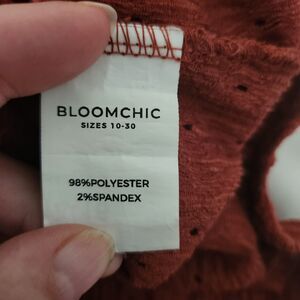 BLOOMCHIC
SIZES 10-30
98%POLYESTER
2%SPANDEX